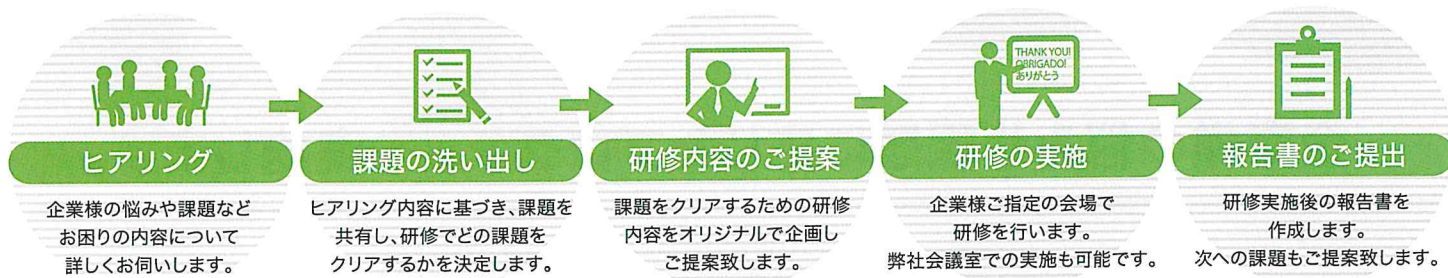 THANK YOU!
OBRIGADO!
ありがとう
ヒアリング
企業様の悩みや課題など
お困りの内容について
詳しくお伺いします。
課題の洗い出し
ヒアリング内容に基づき、課題を
共有し、研修でどの課題を
クリアするかを決定します。
研修内容のご提案
課題をクリアするための研修
内容をオリジナルで企画し
ご提案致します。
研修の実施
企業様ご指定の会場で
研修を行います。
弊社会議室での実施も可能です。
報告書のご提出
研修実施後の報告書を
作成します。
次への課題もご提案致します。